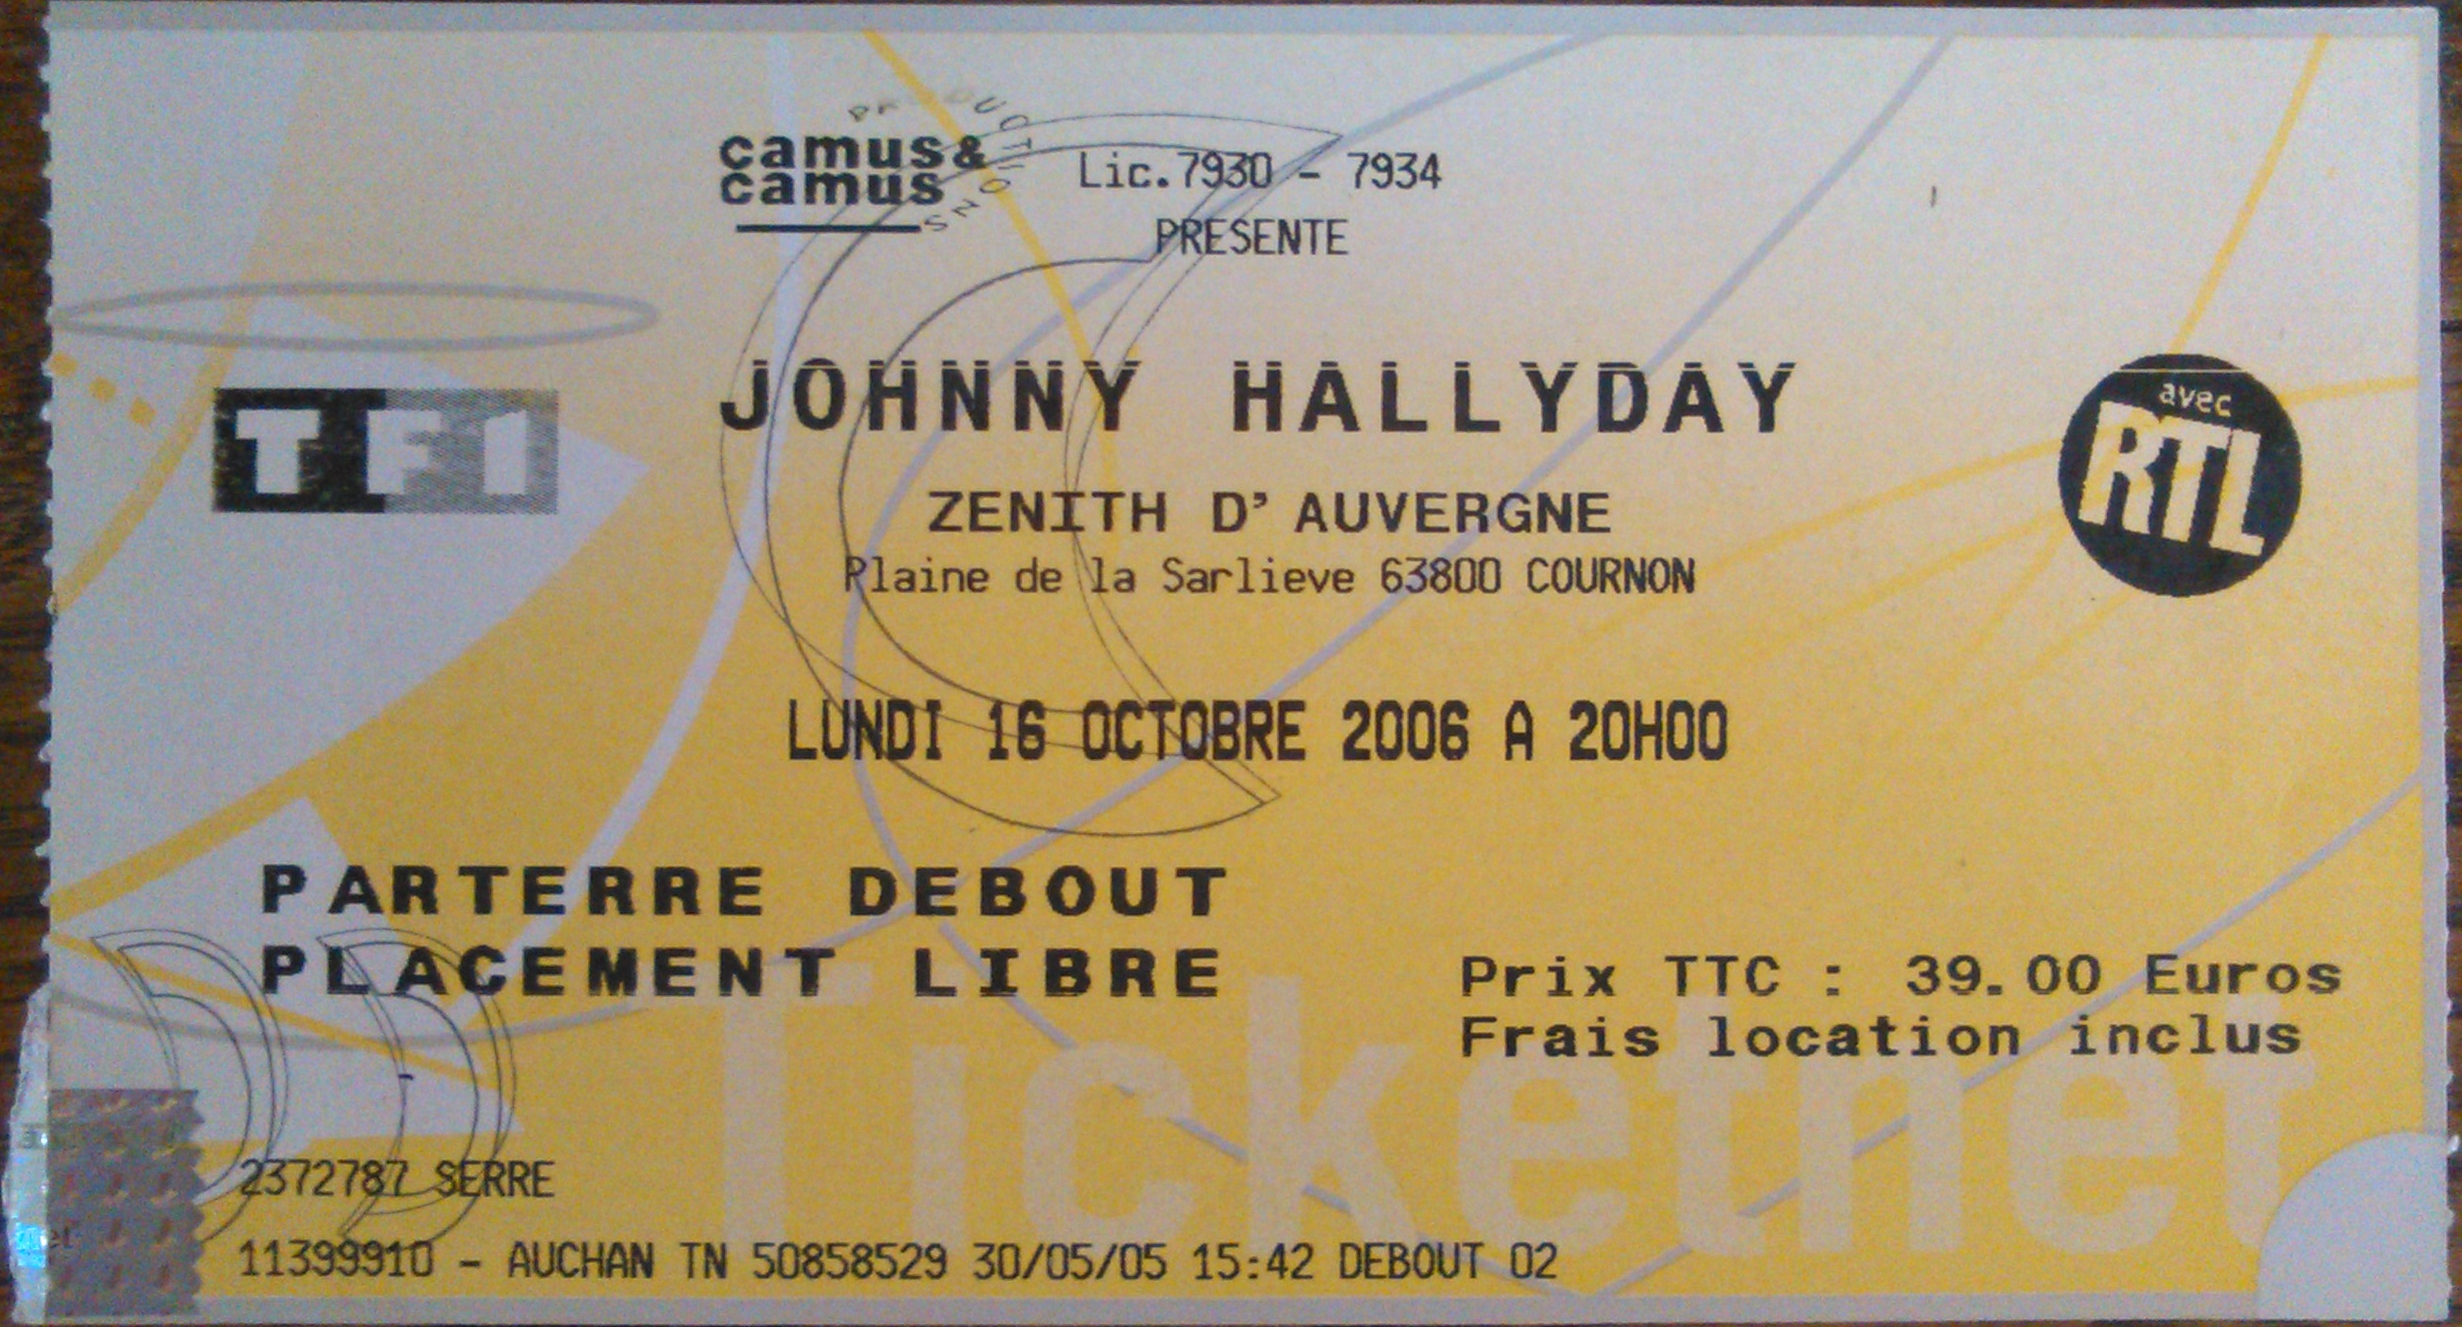 PRODUCTIONS
camus&
camus
Lic.7930 - 7934
PRESENTE
TF1
JOHNNY HALLYDAY
avec
RTL
ZENITH D'AUVERGNE
Plaine de la Sarlieve 63800 COURNON
LUNDI 16 OCTOBRE 2006 A 20H00
PARTERRE DEBOUT
PLACEMENT LIBRE
Prix TTC : 39.00 Euros
Frais location inclus
Ticketnet
2372787 SERRE
11399910 - AUCHAN TN 50858529 30/05/05 15:42 DEBOUT 02